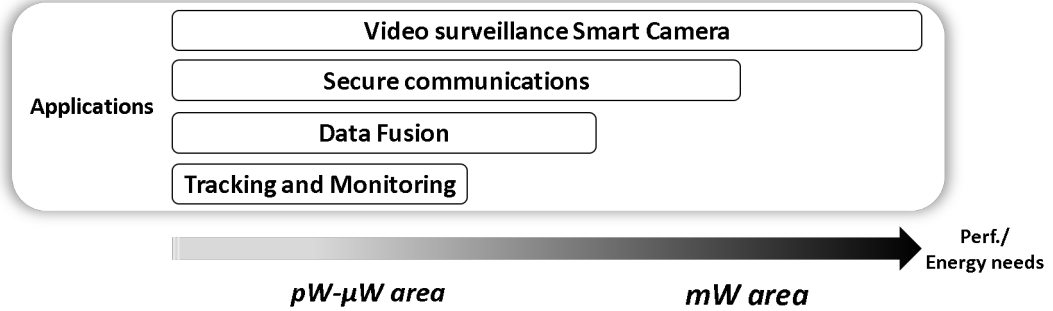 Video surveillance Smart Camera
Secure communications
Applications
Data Fusion
Tracking and Monitoring
Perf./
Energy needs
pW-µW area
mW area